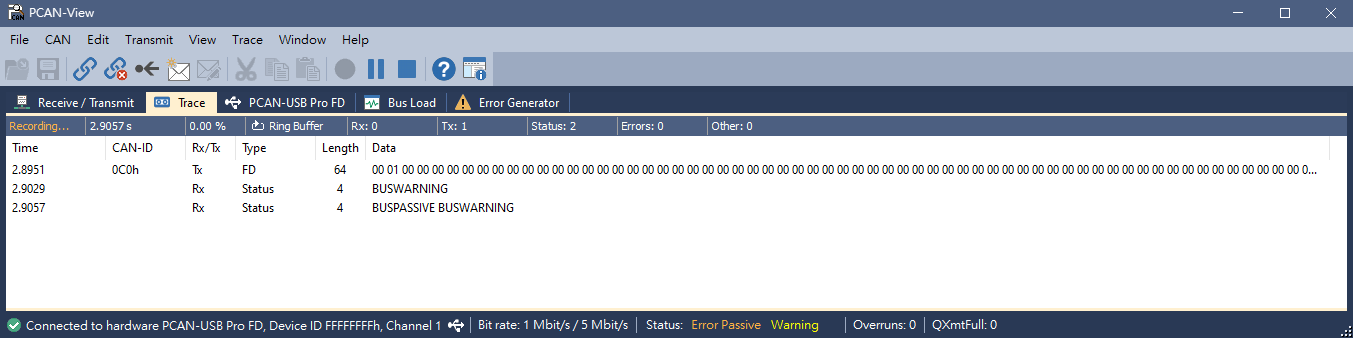 PCAN-View
File CAN Edit Transmit View Trace Window Help
Receive / Transmit Trace PCAN-USB Pro FD Bus Load Error Generator
Recording... 2.9057 s 0.00 % Ring Buffer Rx: 0 Tx: 1 Status: 2 Errors: 0 Other: 0
Time CAN-ID Rx/Tx Type Length Data
2.8951 0C0h Tx FD 64 00 01 00 00 00 00 00 00 00 00 00 00 00 00 00 00 00 00 00 00 00 00 00 00 00 00 00 00 00 00 00 00 00 00 00 00 00 00 00 00 00 00 00 00 00 00 00 00 00 00 00 00 00 00 00 00 00 00 00 00 00 00 0...
2.9029 Rx Status 4 BUSWARNING
2.9057 Rx Status 4 BUSPASSIVE BUSWARNING
Connected to hardware PCAN-USB Pro FD, Device ID FFFFFFFFh, Channel 1 Bit rate: 1 Mbit/s / 5 Mbit/s Status: Error Passive Warning Overruns: 0 QXmtFull: 0